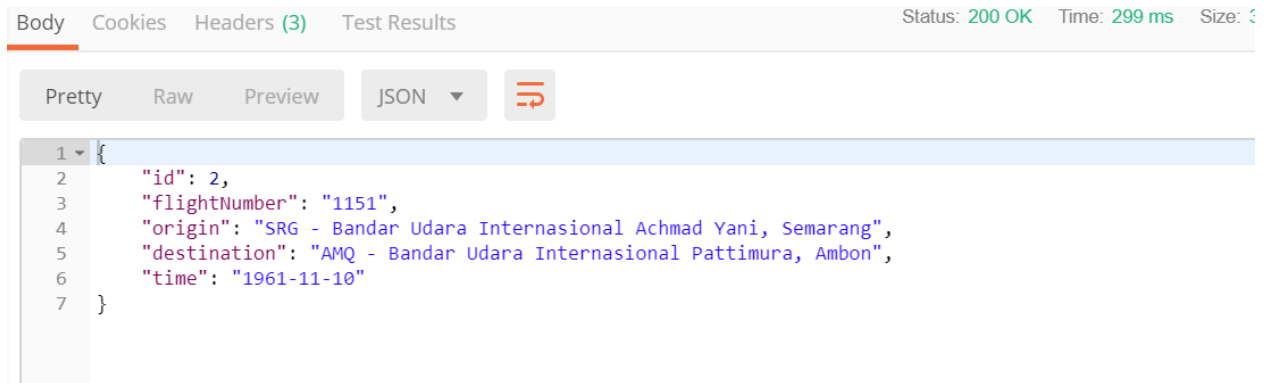 Body Cookies Headers (3) Test Results Status: 200 OK Time: 299 ms Size:
Pretty Raw Preview JSON
1 {
2 "id": 2,
3 "flightNumber": "1151",
4 "origin": "SRG - Bandar Udara Internasional Achmad Yani, Semarang",
5 "destination": "AMQ - Bandar Udara Internasional Pattimura, Ambon",
6 "time": "1961-11-10"
7 }